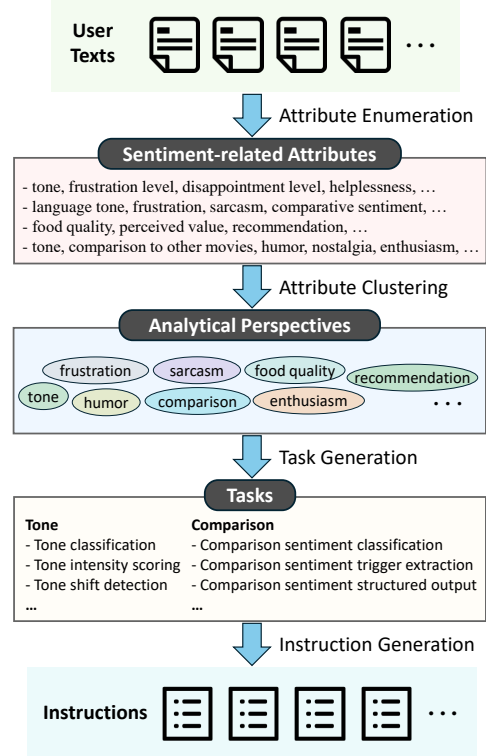 User
Texts
...
Attribute Enumeration
Sentiment-related Attributes
- tone, frustration level, disappointment level, helplessness, …
- language tone, frustration, sarcasm, comparative sentiment, …
- food quality, perceived value, recommendation, …
- tone, comparison to other movies, humor, nostalgia, enthusiasm, …
Attribute Clustering
Analytical Perspectives
frustration sarcasm food quality recommendation
tone humor comparison enthusiasm ...
Task Generation
Tasks
Tone
- Tone classification
- Tone intensity scoring
- Tone shift detection
…
Comparison
- Comparison sentiment classification
- Comparison sentiment trigger extraction
- Comparison sentiment structured output
…
Instruction Generation
Instructions ...